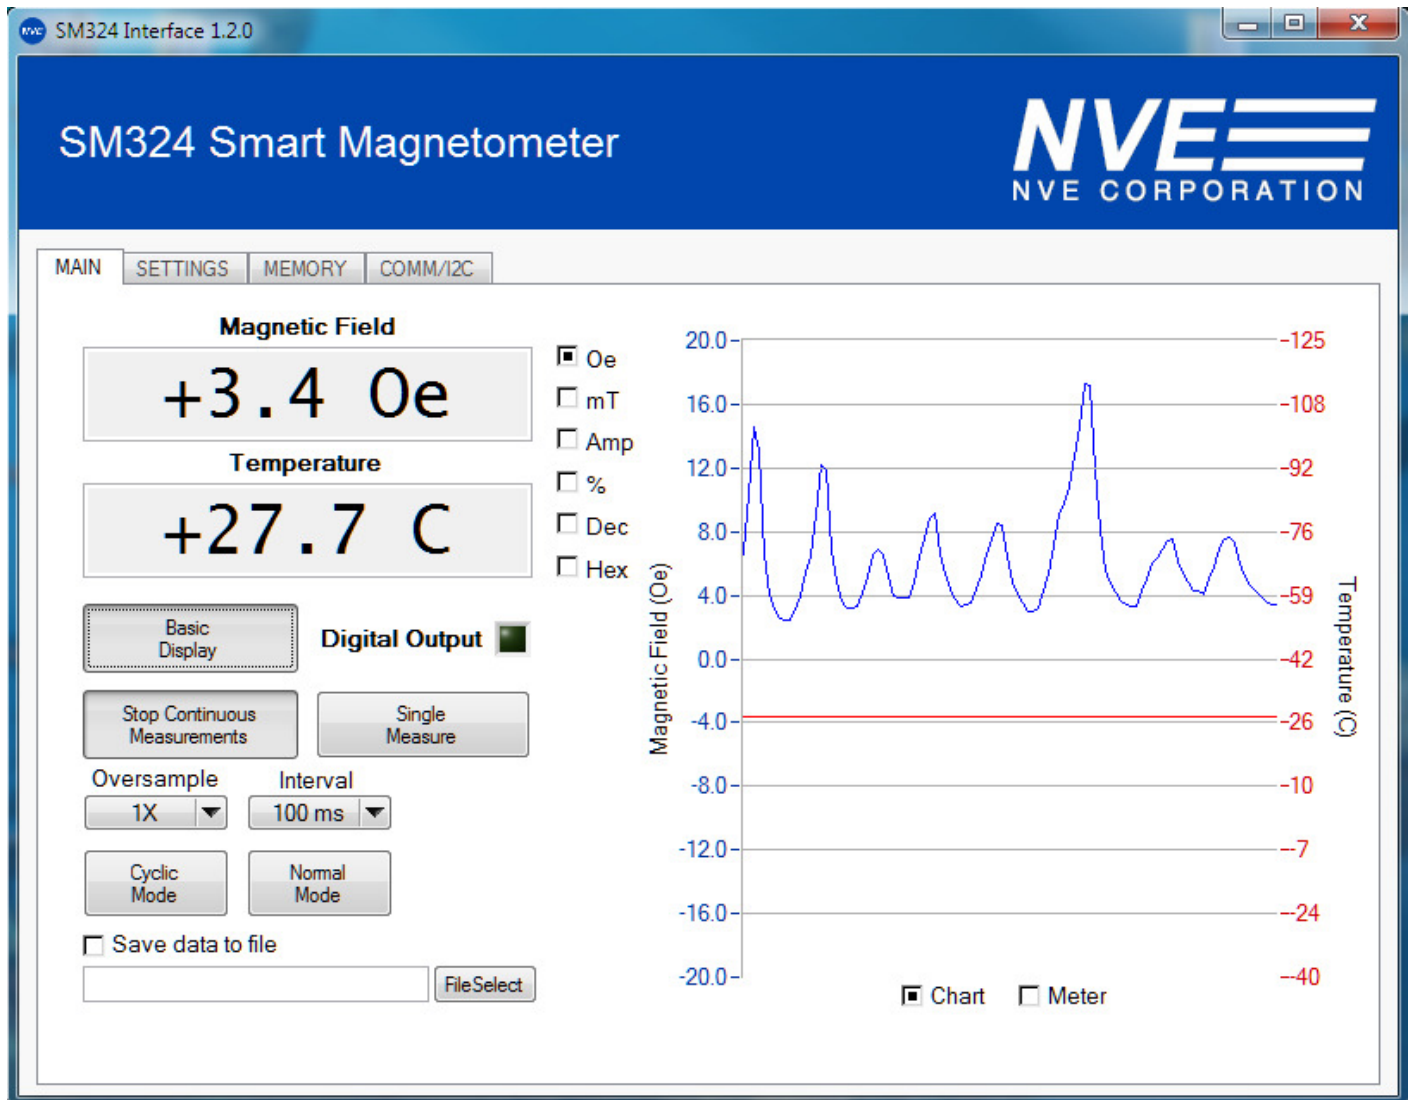 nve SM324 Interface 1.2.0
SM324 Smart Magnetometer
NVE
NVE CORPORATION
MAIN SETTINGS MEMORY COMM/I2C
Magnetic Field
+3.4 Oe
Temperature
+27.7 C
Oe
mT
Amp
%
Dec
Hex
Basic
Display
Digital Output
Stop Continuous
Measurements
Single
Measure
Oversample
1X
Interval
100 ms
Cyclic
Mode
Normal
Mode
Save data to file
FileSelect
Magnetic Field (Oe)
20.0-
16.0-
12.0-
8.0-
4.0-
0.0-
-4.0-
-8.0-
-12.0-
-16.0-
-20.0-
-125
-108
-92
-76
-59
-42
-26
-10
--7
--24
--40
Temperature (C)
Chart
Meter